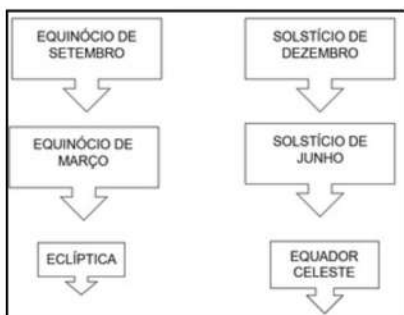 EQUINÓCIO DE
SETEMBRO
SOLSTÍCIO DE
DEZEMBRO
EQUINÓCIO DE
MARÇO
SOLSTÍCIO DE
JUNHO
ECLÍPTICA
EQUADOR
CELESTE